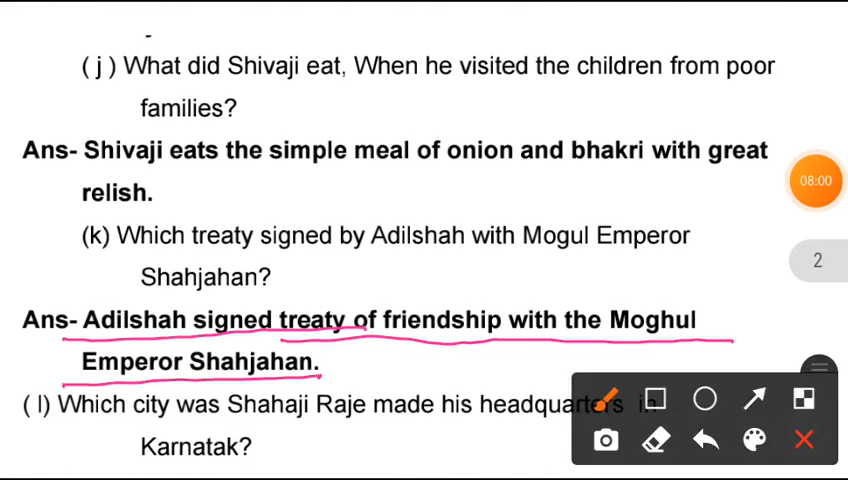 ( j ) What did Shivaji eat, When he visited the children from poor
families?
Ans- Shivaji eats the simple meal of onion and bhakri with great
relish.
08:00
(k) Which treaty signed by Adilshah with Mogul Emperor
2
Shahjahan?
Ans- Adilshah signed treaty of friendship with the Moghul
Emperor Shahjahan.
( l) Which city was Shahaji Raje made his headquarters in
Karnatak?